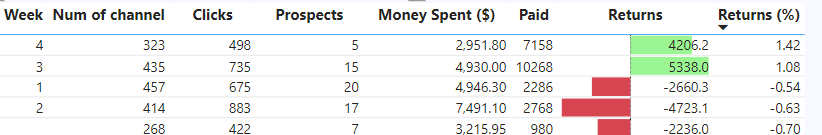 Week Num of channel Clicks Prospects Money Spent ($) Paid Returns Returns (%)
4 323 498 5 2,951.80 7158 4206.2 1.42
3 435 735 15 4,930.00 10268 5338.0 1.08
1 457 675 20 4,946.30 2286 -2660.3 -0.54
2 414 883 17 7,491.10 2768 -4723.1 -0.63
268 422 7 3,215.95 980 -2236.0 -0.70